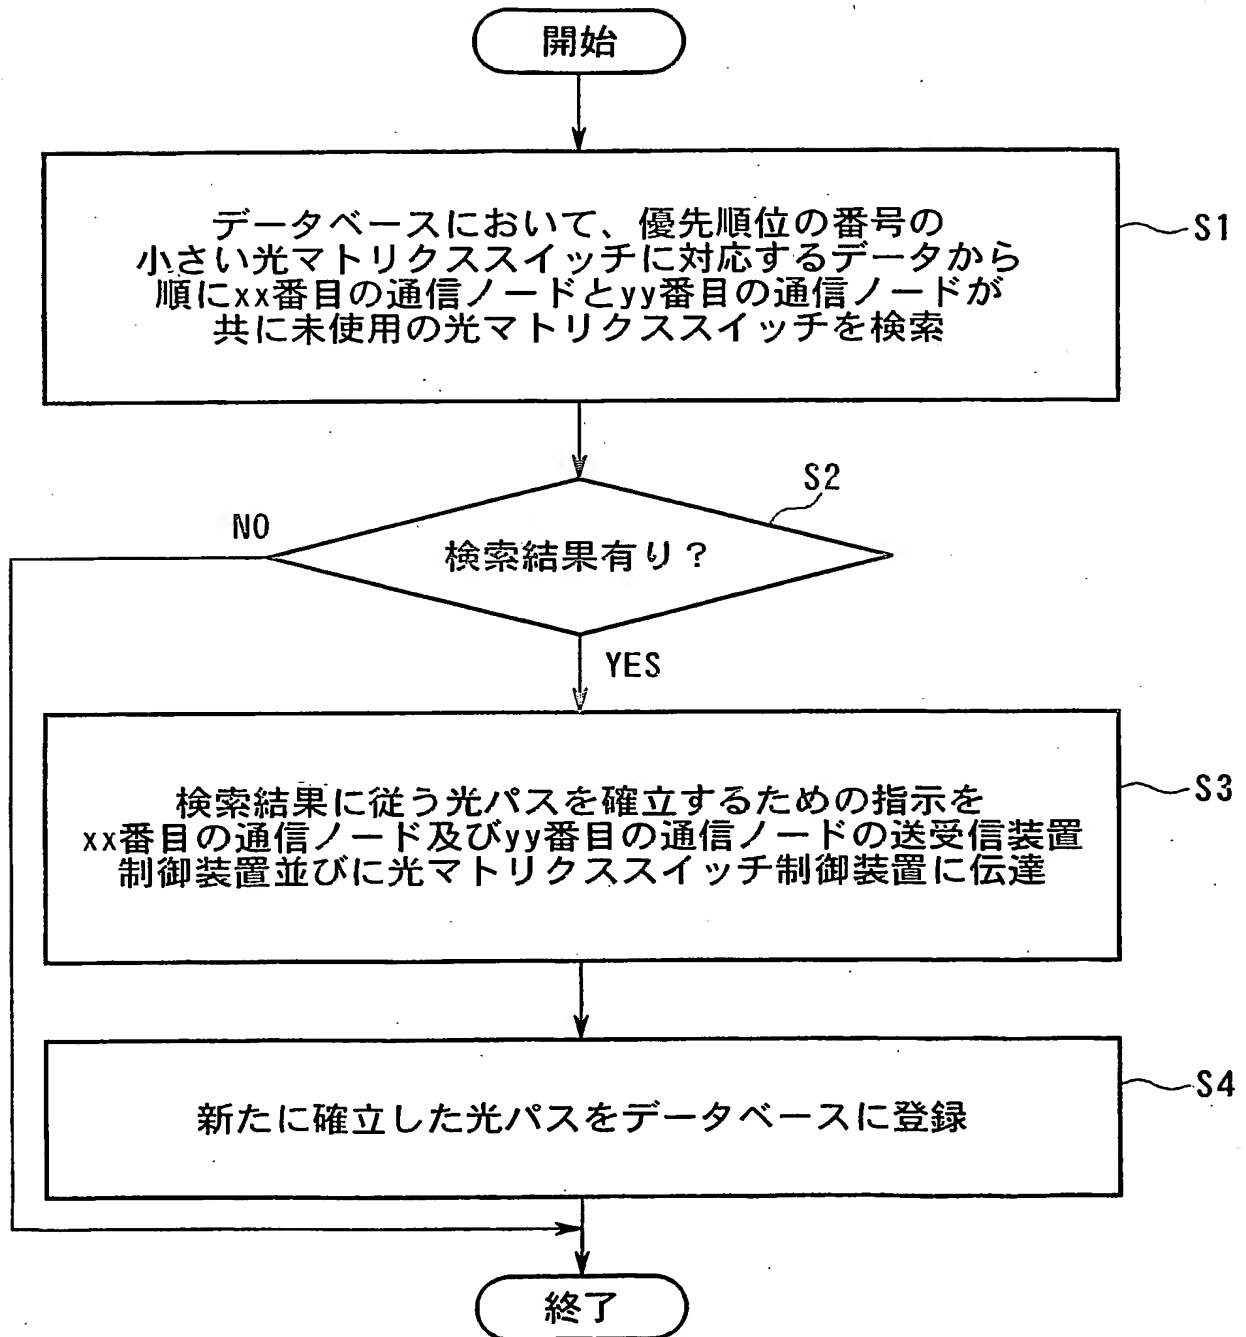 開始
データベースにおいて、優先順位の番号の
小さい光マトリクススイッチに対応するデータから
順にxx番目の通信ノードとyy番目の通信ノードが
共に未使用の光マトリクススイッチを検索
S1
S2
NO
検索結果有り？
YES
検索結果に従う光パスを確立するための指示を
xx番目の通信ノード及びyy番目の通信ノードの送受信装置
制御装置並びに光マトリクススイッチ制御装置に伝達
S3
新たに確立した光パスをデータベースに登録
S4
終了